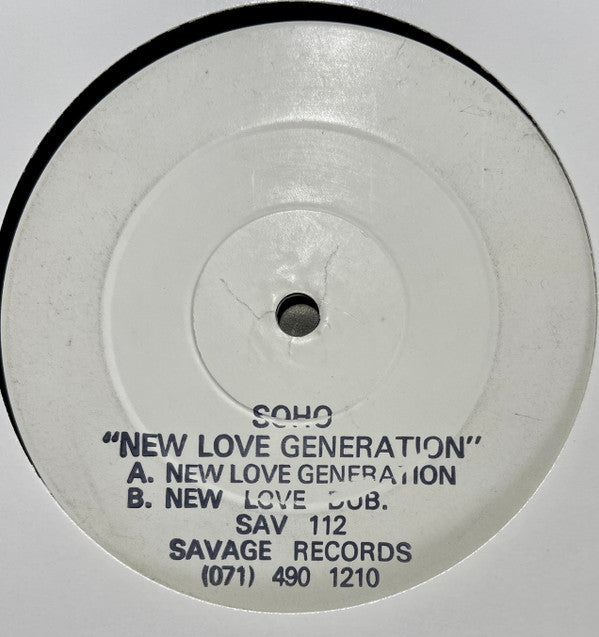 SOHO
"NEW LOVE GENERATION"
A. NEW LOVE GENERATION
B. NEW LOVE DUB.
SAV 112
SAVAGE RECORDS
(071) 490 1210